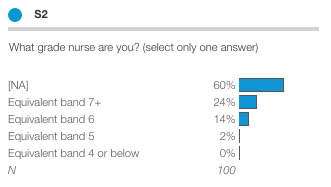 S2
What grade nurse are you? (select only one answer)
[NA] 60%
Equivalent band 7+ 24%
Equivalent band 6 14%
Equivalent band 5 2%
Equivalent band 4 or below 0%
N 100